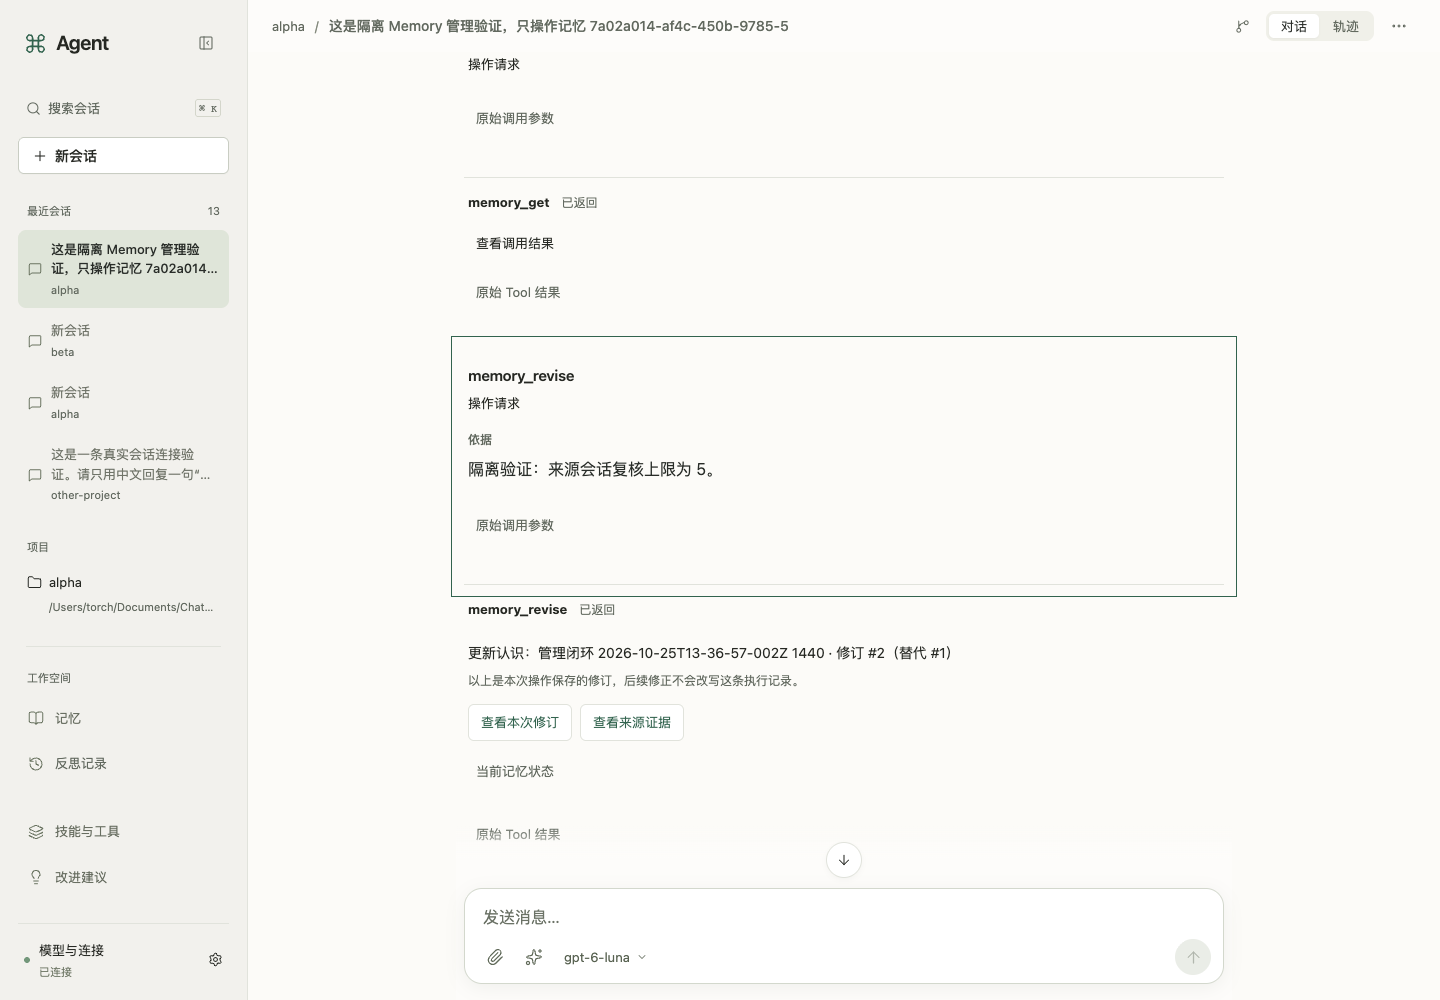 Agent
搜索会话
⌘ K
新会话
最近会话 13
这是隔离 Memory 管理验
证，只操作记忆 7a02a014...
alpha
新会话
beta
新会话
alpha
这是一条真实会话连接验
证。请只用中文回复一句“...
other-project
项目
alpha
/Users/torch/Documents/Chat...
工作空间
记忆
反思记录
技能与工具
改进建议
模型与连接
已连接
alpha / 这是隔离 Memory 管理验证，只操作记忆 7a02a014-af4c-450b-9785-5
对话 轨迹
操作请求
原始调用参数
memory_get 已返回
查看调用结果
原始 Tool 结果
memory_revise
操作请求
依据
隔离验证：来源会话复核上限为 5。
原始调用参数
memory_revise 已返回
更新认识：管理闭环 2026-10-25T13-36-57-002Z 1440 · 修订 #2（替代 #1）
以上是本次操作保存的修订，后续修正不会改写这条执行记录。
查看本次修订 查看来源证据
当前记忆状态
原始 Tool 结果
发送消息...
gpt-6-luna